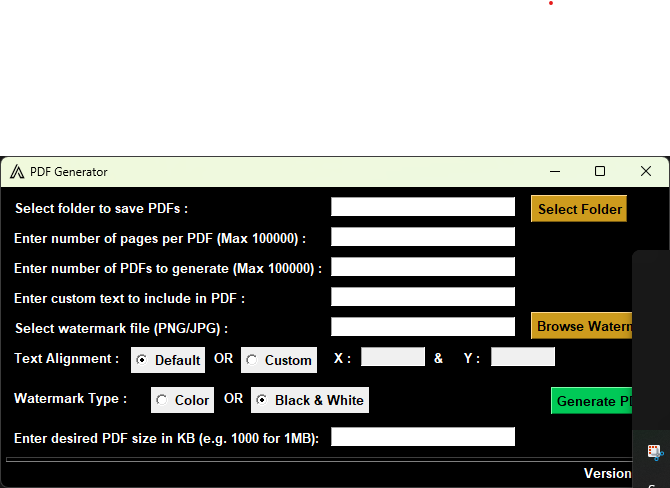 PDF Generator
Select folder to save PDFs : Select Folder
Enter number of pages per PDF (Max 100000) :
Enter number of PDFs to generate (Max 100000) :
Enter custom text to include in PDF :
Select watermark file (PNG/JPG) : Browse
Text Alignment : Default OR Custom X : & Y :
Watermark Type : Color OR Black & White Generate
Enter desired PDF size in KB (e.g. 1000 for 1MB):
Version